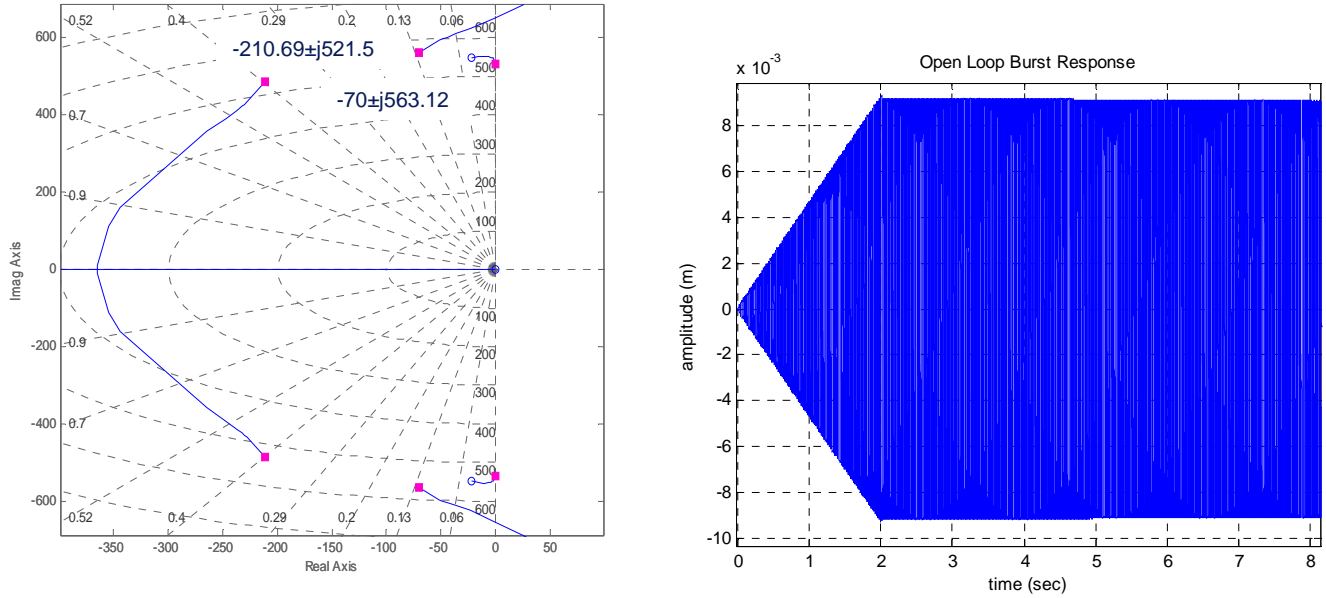 0.52 0.4 0.29 0.2 0.13 0.06 600
600
-210.69±j521.5
500
-70±j563.12
400
400
0.7
300
200
200
0.9
100
0
Imag Axis
100
-200
0.9
200
300
-400
0.7
400
500
-600
600
0.52 0.4 0.29 0.2 0.13 0.06
-350 -300 -250 -200 -150 -100 -50 0 50
Real Axis
x 10-3
Open Loop Burst Response
8
6
4
2
0
-2
-4
-6
-8
-10
amplitude (m)
0 1 2 3 4 5 6 7 8
time (sec)